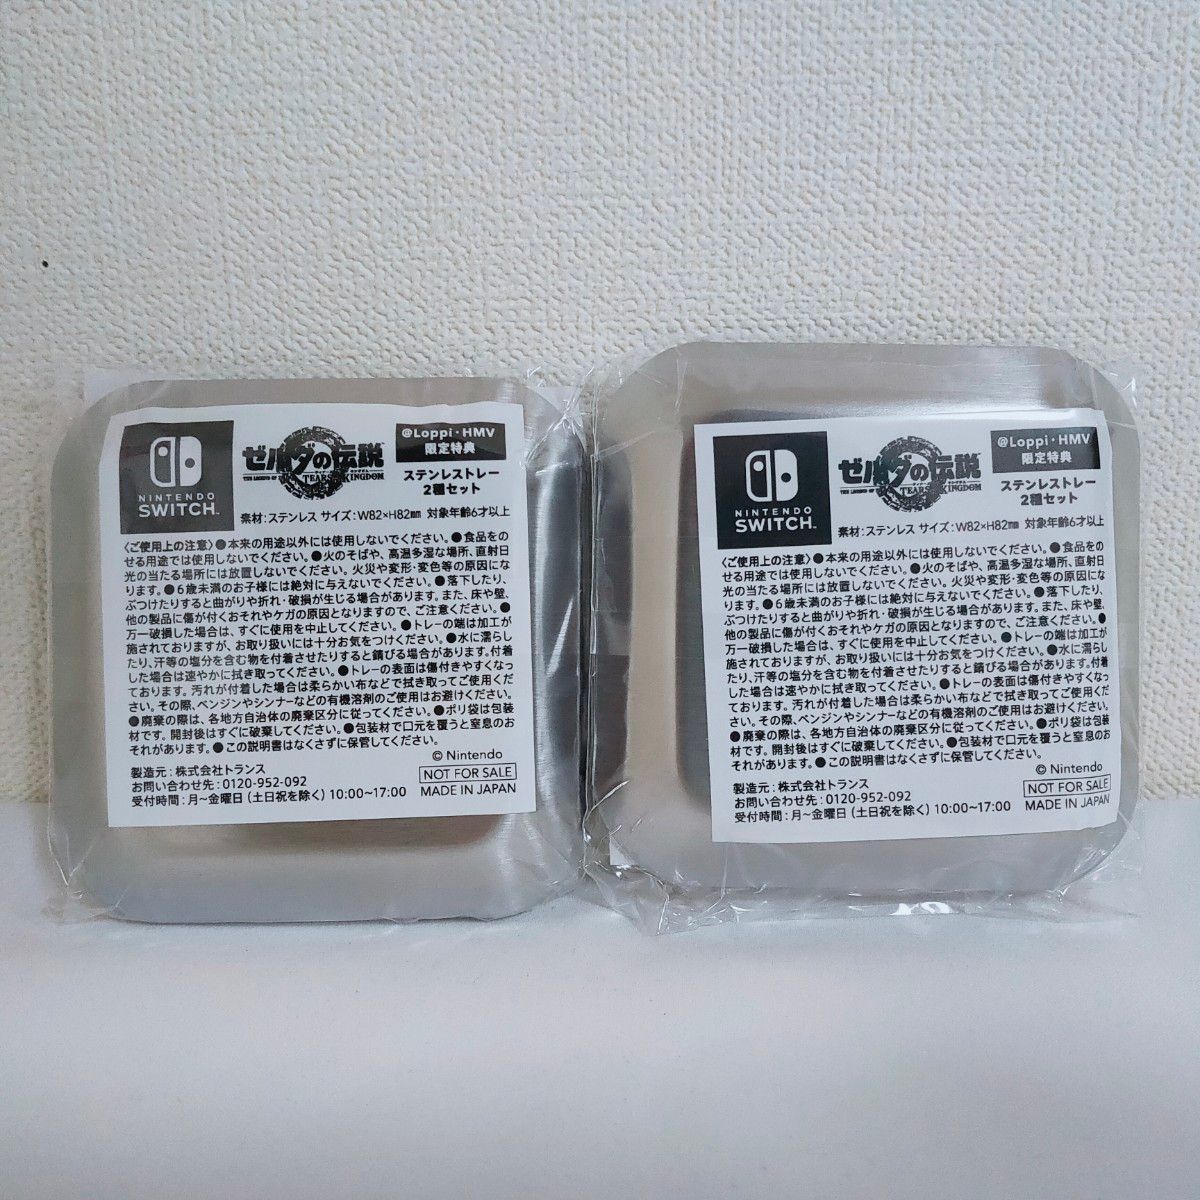 NINTENDO
SWITCH™
ゼルダの伝説
THE LEGEND OF
TEARS KINGDOM
@Loppi・HMV
限定特典
ステンレストレー
2種セット
素材:ステンレス サイズ:W82×H82㎜ 対象年齢6才以上
〈ご使用上の注意〉●本来の用途以外には使用しないでください。●食品をの
せる用途では使用しないでください。●火のそばや、高温多湿な場所、直射日
光の当たる場所には放置しないでください。火災や変形・変色等の原因にな
ります。●6歳未満のお子様には絶対に与えないでください。●落下したり、
ぶつけたりすると曲がりや折れ・破損が生じる場合があります。また、床や壁、
他の製品に傷が付くおそれやケガの原因となりますので、ご注意ください。●
万一破損した場合は、すぐに使用を中止してください。●トレーの端は加工が
施されておりますが、お取り扱いには十分お気をつけください。●水に濡らし
たり、汗等の塩分を含む物を付着させたりすると錆びる場合があります。付着
した場合は速やかに拭き取ってください。●トレーの表面は傷付きやすくなっ
ております。汚れが付着した場合は柔らかい布などで拭き取ってご使用くだ
さい。その際、ベンジンやシンナーなどの有機溶剤のご使用はお避けください。
●廃棄の際は、各地方自治体の廃棄区分に従ってください。●ポリ袋は包装
材です。開封後はすぐに破棄してください。●包装材で口元を覆うと窒息のお
それがあります。●この説明書はなくさずに保管してください。
© Nintendo
製造元:株式会社トランス
お問い合わせ先:0120-952-092
受付時間:月~金曜日(土日祝を除く)10:00~17:00
NOT FOR SALE
MADE IN JAPAN
NINTENDO
SWITCH™
ゼルダの伝説
THE LEGEND OF
TEARS KINGDOM
@Loppi・HMV
限定特典
ステンレストレー
2種セット
素材:ステンレス サイズ:W82×H82㎜ 対象年齢6才以上
〈ご使用上の注意〉●本来の用途以外には使用しないでください。●食品をの
せる用途では使用しないでください。●火のそばや、高温多湿な場所、直射日
光の当たる場所には放置しないでください。火災や変形・変色等の原因にな
ります。●6歳未満のお子様には絶対に与えないでください。●落下したり、
ぶつけたりすると曲がりや折れ・破損が生じる場合があります。また、床や壁、
他の製品に傷が付くおそれやケガの原因となりますので、ご注意ください。●
万一破損した場合は、すぐに使用を中止してください。●トレーの端は加工が
施されておりますが、お取り扱いには十分お気をつけください。●水に濡らし
たり、汗等の塩分を含む物を付着させたりすると錆びる場合があります。付着
した場合は速やかに拭き取ってください。●トレーの表面は傷付きやすくなっ
ております。汚れが付着した場合は柔らかい布などで拭き取ってご使用くだ
さい。その際、ベンジンやシンナーなどの有機溶剤のご使用はお避けください。
●廃棄の際は、各地方自治体の廃棄区分に従ってください。●ポリ袋は包装
材です。開封後はすぐに破棄してください。●包装材で口元を覆うと窒息のお
それがあります。●この説明書はなくさずに保管してください。
© Nintendo
製造元:株式会社トランス
お問い合わせ先:0120-952-092
受付時間:月~金曜日(土日祝を除く)10:00~17:00
NOT FOR SALE
MADE IN JAPAN